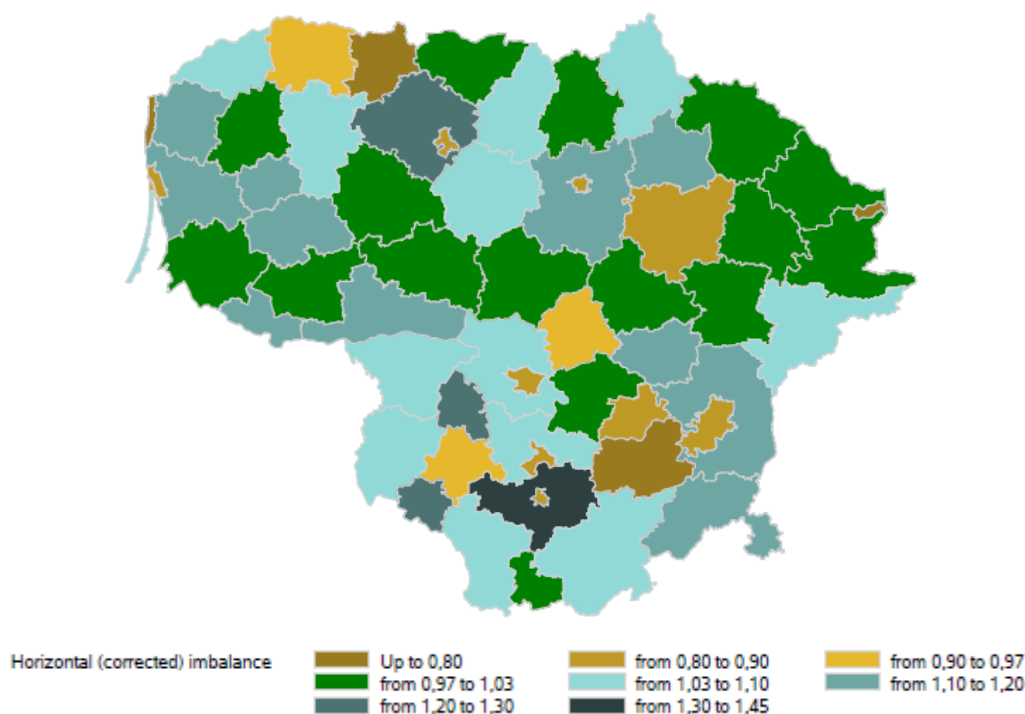 Horizontal (corrected) imbalance
Up to 0,80
from 0,80 to 0,90
from 0,90 to 0,97
from 0,97 to 1,03
from 1,03 to 1,10
from 1,10 to 1,20
from 1,20 to 1,30
from 1,30 to 1,45